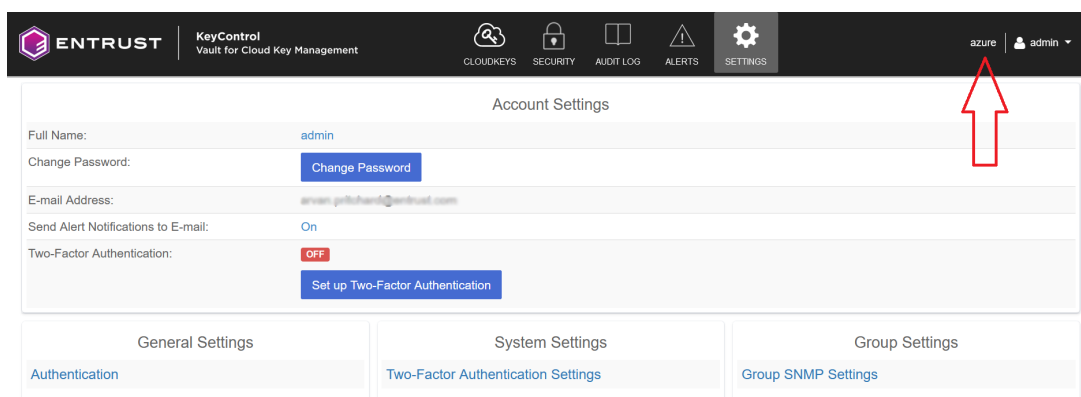 ENTRUST
KeyControl
Vault for Cloud Key Management
CLOUDKEYS SECURITY AUDIT LOG ALERTS SETTINGS
azure admin
Account Settings
Full Name: admin
Change Password: Change Password
E-mail Address:
Send Alert Notifications to E-mail: On
Two-Factor Authentication: OFF
Set up Two-Factor Authentication
General Settings System Settings Group Settings
Authentication Two-Factor Authentication Settings Group SNMP Settings